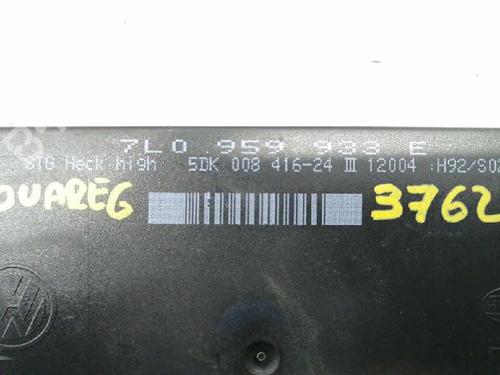 7L0 959 933 E
STG Heck high 5DK 008 416-24 III 12004 .H92/S02
OUAREG 3762